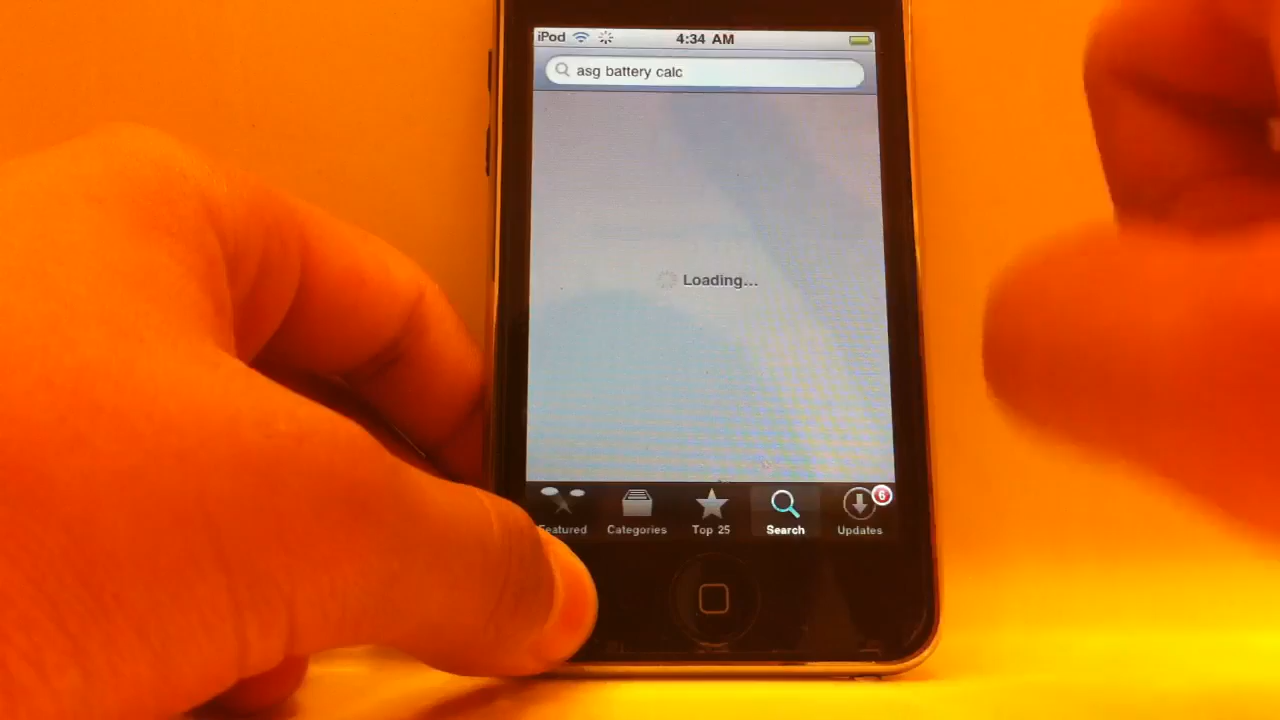 iPod 4:34 AM
asg battery calc
Loading...
Featured Categories Top 25 Search Updates 6